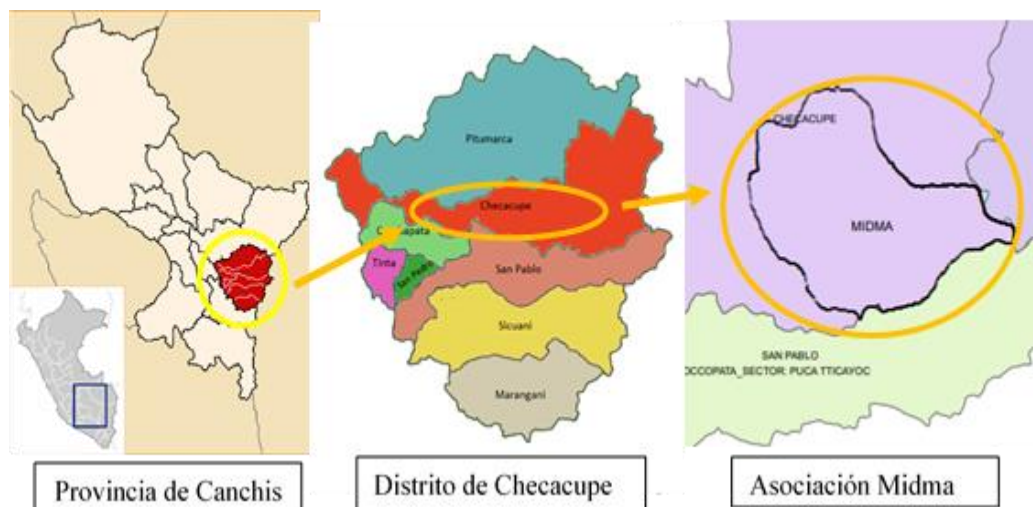 Pitumarca
Checacupe
Combapata
Tinta
San Pedro
San Pablo
Sicuani
Marangani
CHECACUPE
MIDMA
SAN PABLO
OCCOPATA_SECTOR: PUCA TTICAYOC
Provincia de Canchis
Distrito de Checacupe
Asociación Midma